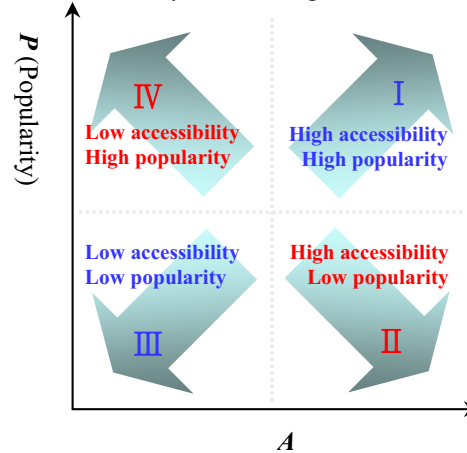 P (Popularity)
Ⅳ
Low accessibility
High popularity
Ⅰ
High accessibility
High popularity
Low accessibility
Low popularity
Ⅲ
High accessibility
Low popularity
Ⅱ
A